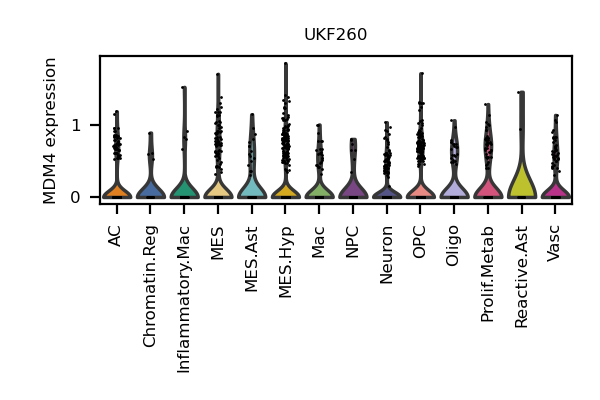 UKF260
MDM4 expression
1
0
AC
Chromatin.Reg
Inflammatory.Mac
MES
MES.Ast
MES.Hyp
Mac
NPC
Neuron
OPC
Oligo
Prolif.Metab
Reactive.Ast
Vasc